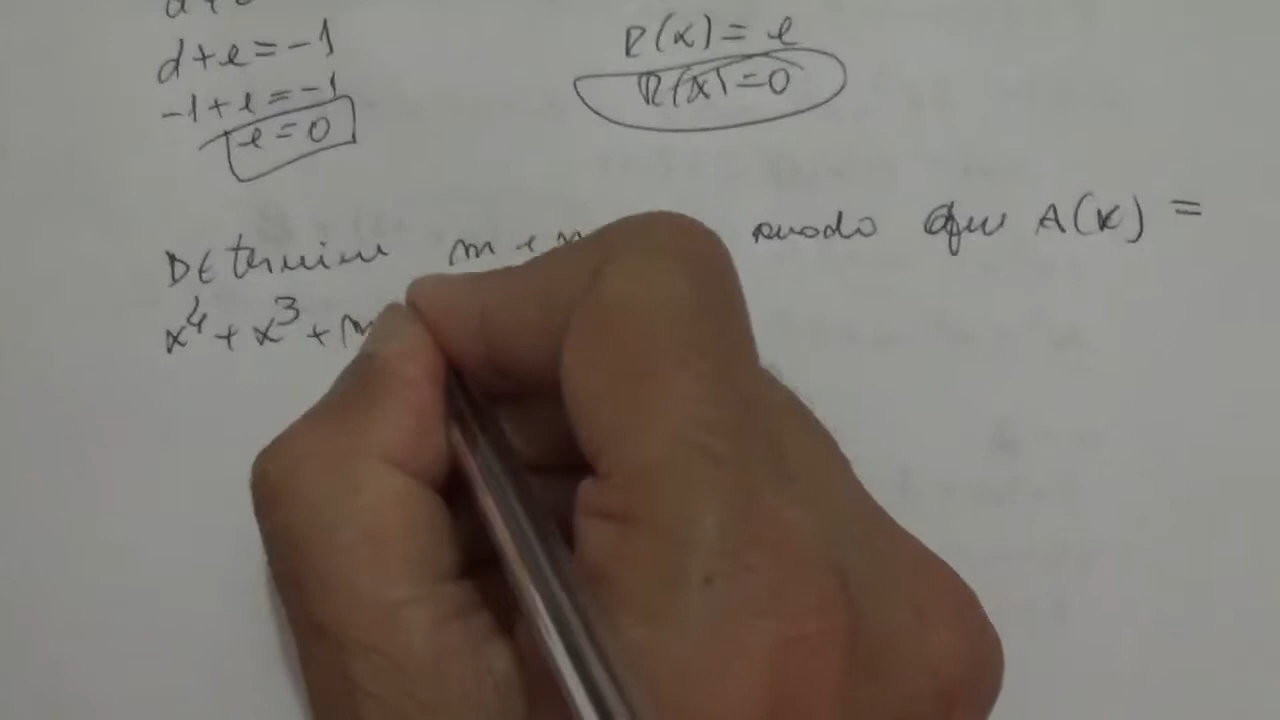 d+e=-1
-1+e=-1
e=0
R(x)=e
R(x)=0
DEtermine m e n modo que A(x)=
x⁴+x³+m